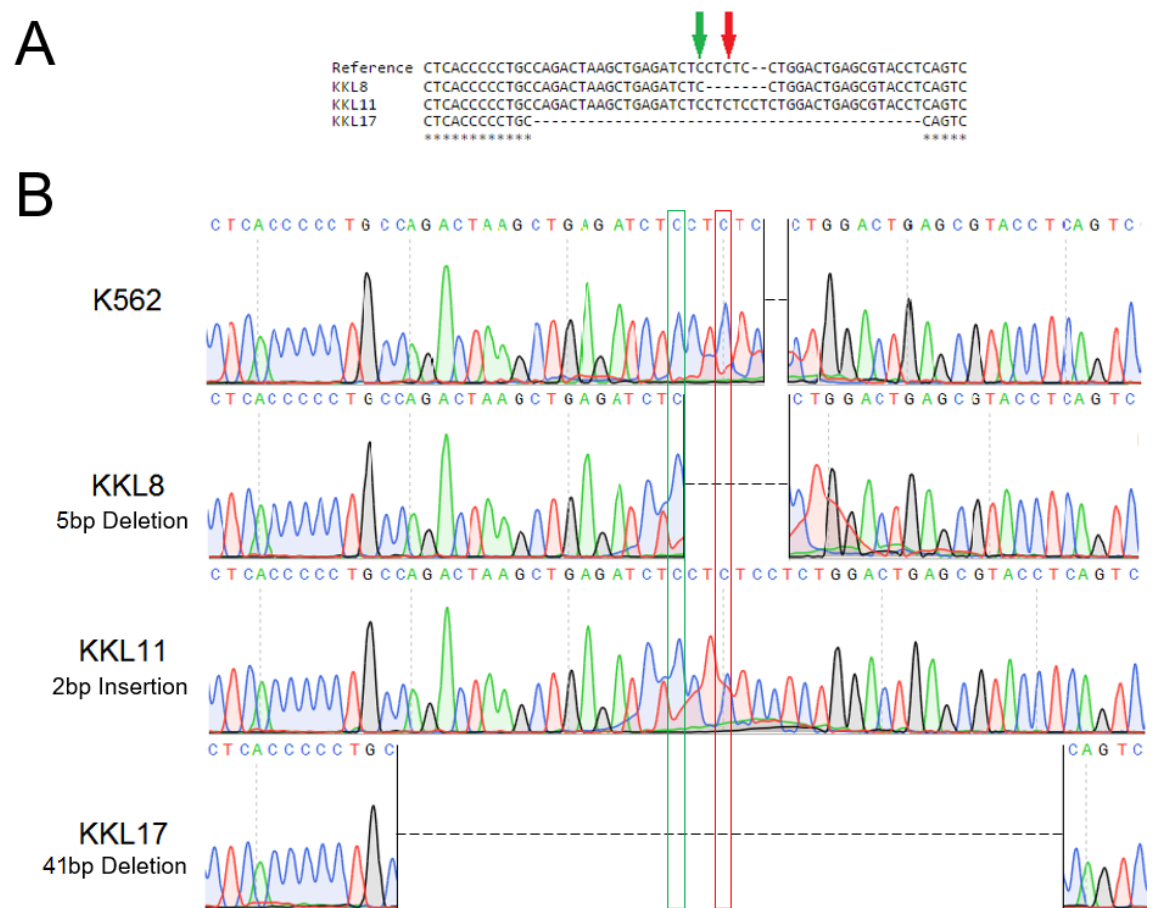 A
Reference CTCACCCCCTGCCAGACTAAGCTGAGATCTCCTCTC--CTGGACTGAGCGTACCTCAGTC
KKL8 CTCACCCCCTGCCAGACTAAGCTGAGATCTC-------CTGGACTGAGCGTACCTCAGTC
KKL11 CTCACCCCCTGCCAGACTAAGCTGAGATCTCCTCTCCTCTGGACTGAGCGTACCTCAGTC
KKL17 CTCACCCCCTGC-------------------------------------------CAGTC
************ *****
B
CTCACCCCCTGCCAGACTAAGCTGAGATCTCCTCTC--CTGGACTGAGCGTACCTCAGTC
K562
CTCACCCCCTGCCAGACTAAGCTGAGATCTC CTGGACTGAGCGTACCTCAGTC
KKL8
5bp Deletion
CTCACCCCCTGCCAGACTAAGCTGAGATCTCCTCTCCTCTGGACTGAGCGTACCTCAGTC
KKL11
2bp Insertion
CTCACCCCCTGC CAGTC
KKL17
41bp Deletion